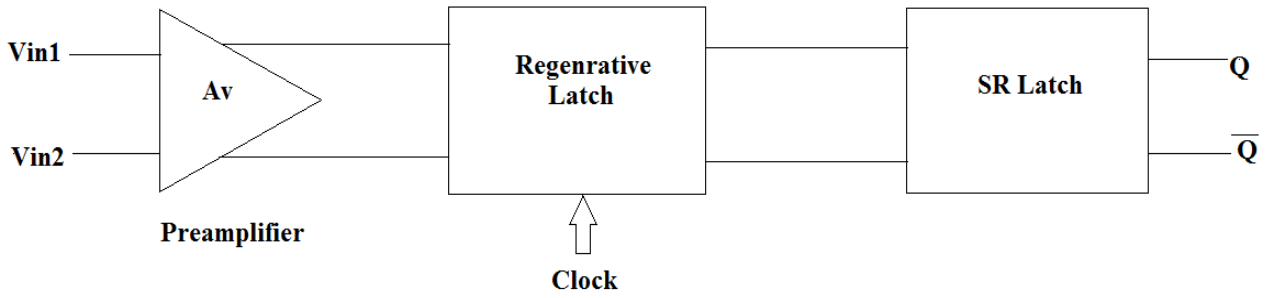 Vin1
Vin2
Av
Preamplifier
Regenrative
Latch
Clock
SR Latch
Q
Q̅